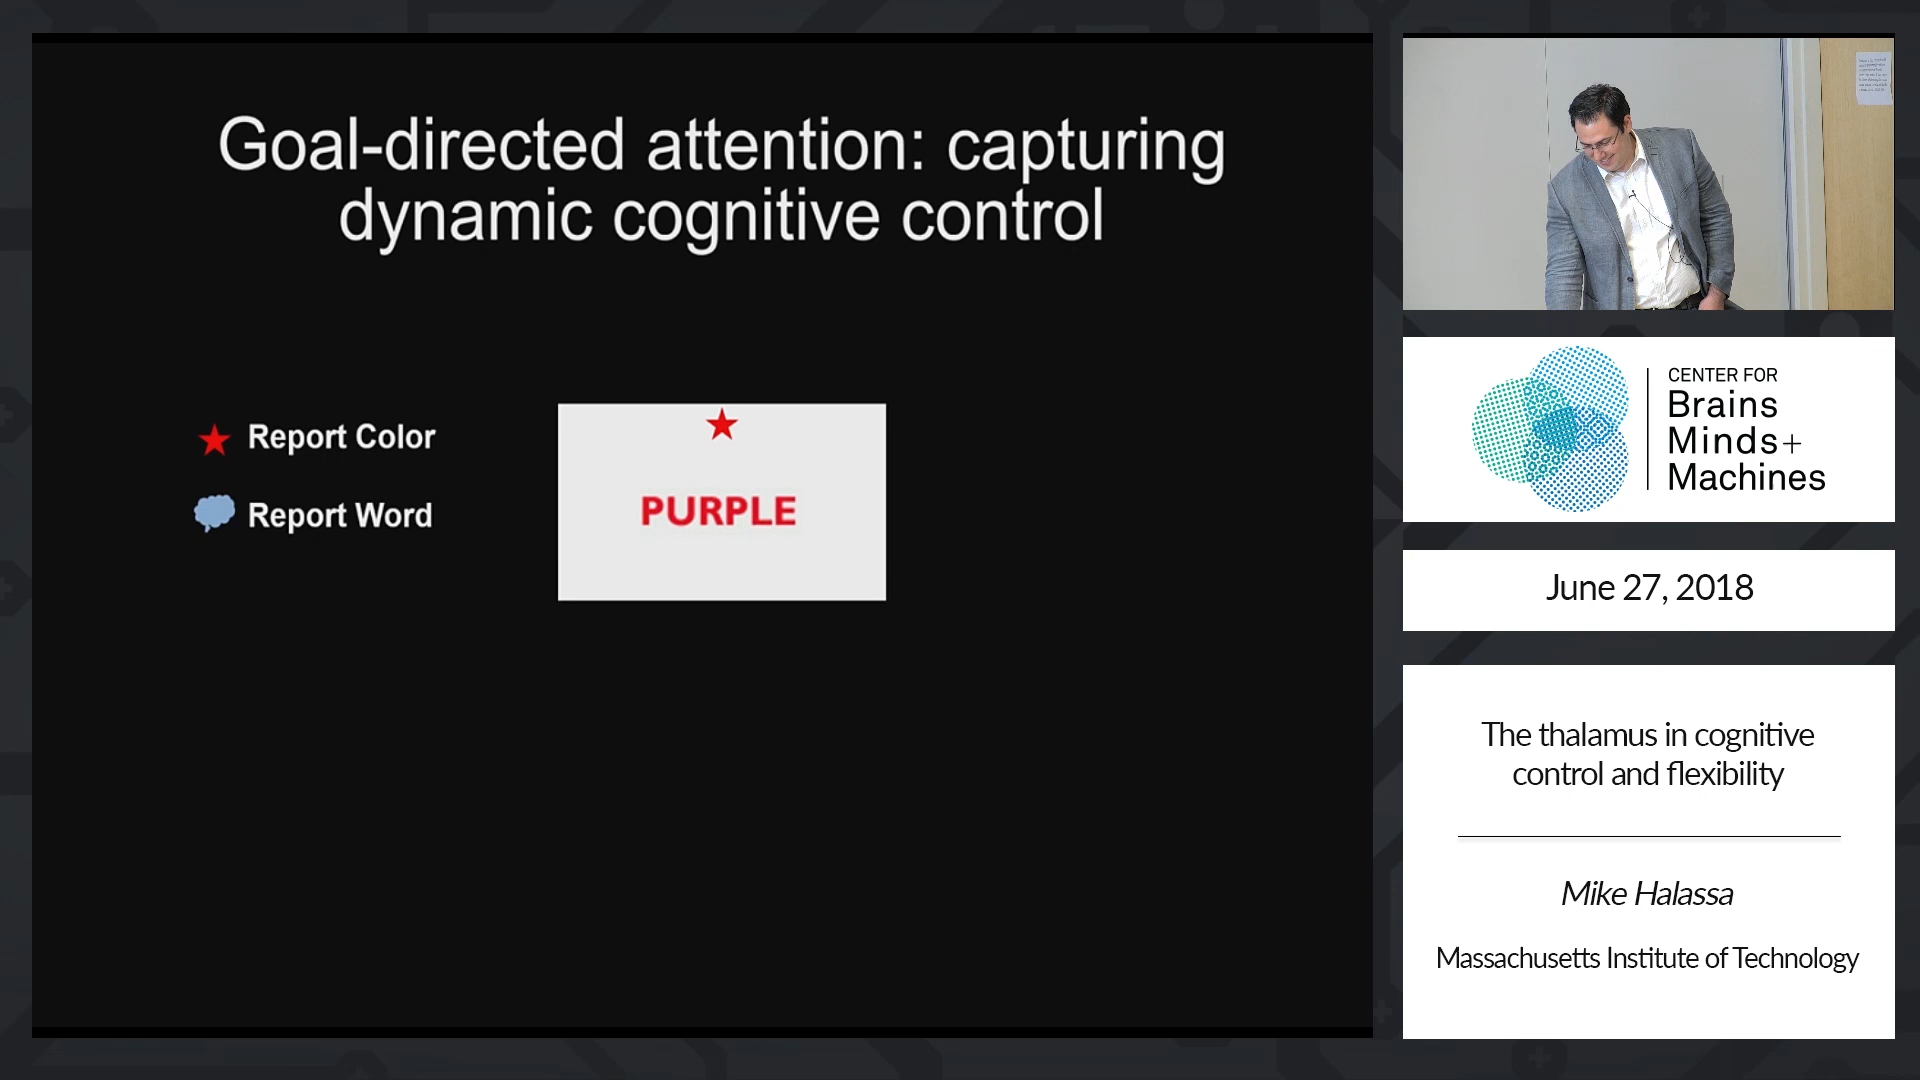 Goal-directed attention: capturing
dynamic cognitive control
Report Color
Report Word
PURPLE
CENTER FOR
Brains
Minds+
Machines
June 27, 2018
The thalamus in cognitive
control and flexibility
Mike Halassa
Massachusetts Institute of Technology